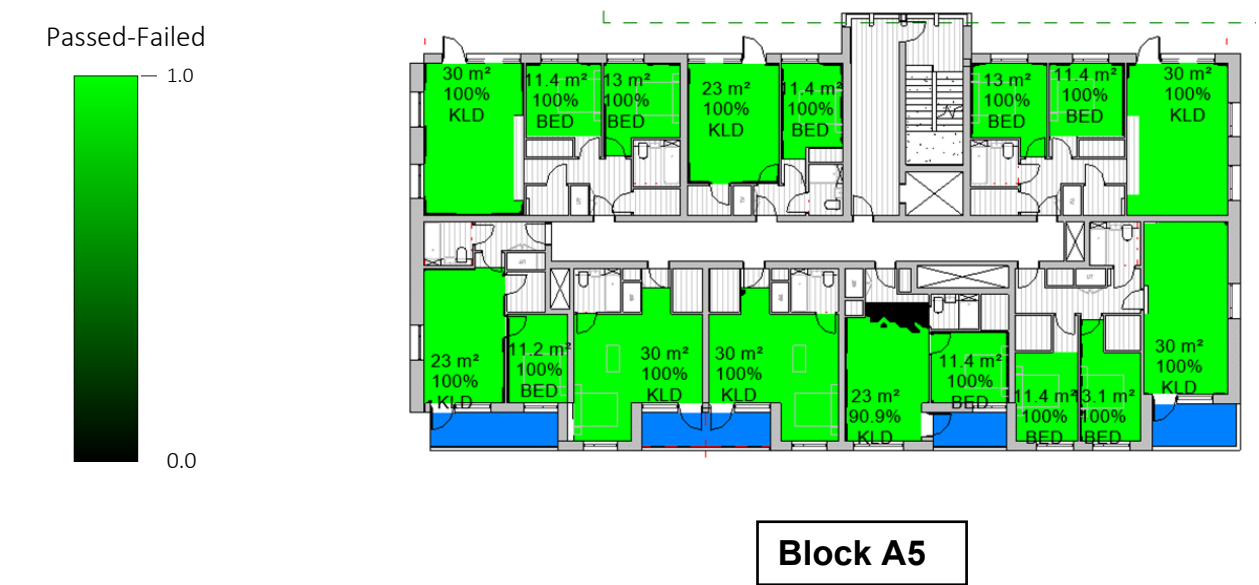 Passed-Failed
1.0
0.0
30 m²
100%
KLD
11.4 m²
100%
BED
13 m²
100%
BED
23 m²
100%
KLD
11.4 m²
100%
BED
13 m²
100%
BED
11.4 m²
100%
BED
30 m²
100%
KLD
23 m²
100%
KLD
11.2 m²
100%
BED
30 m²
100%
KLD
30 m²
100%
KLD
23 m²
90.9%
KLD
11.4 m²
100%
BED
11.4 m²
100%
BED
3.1 m²
100%
BED
30 m²
100%
KLD
Block A5